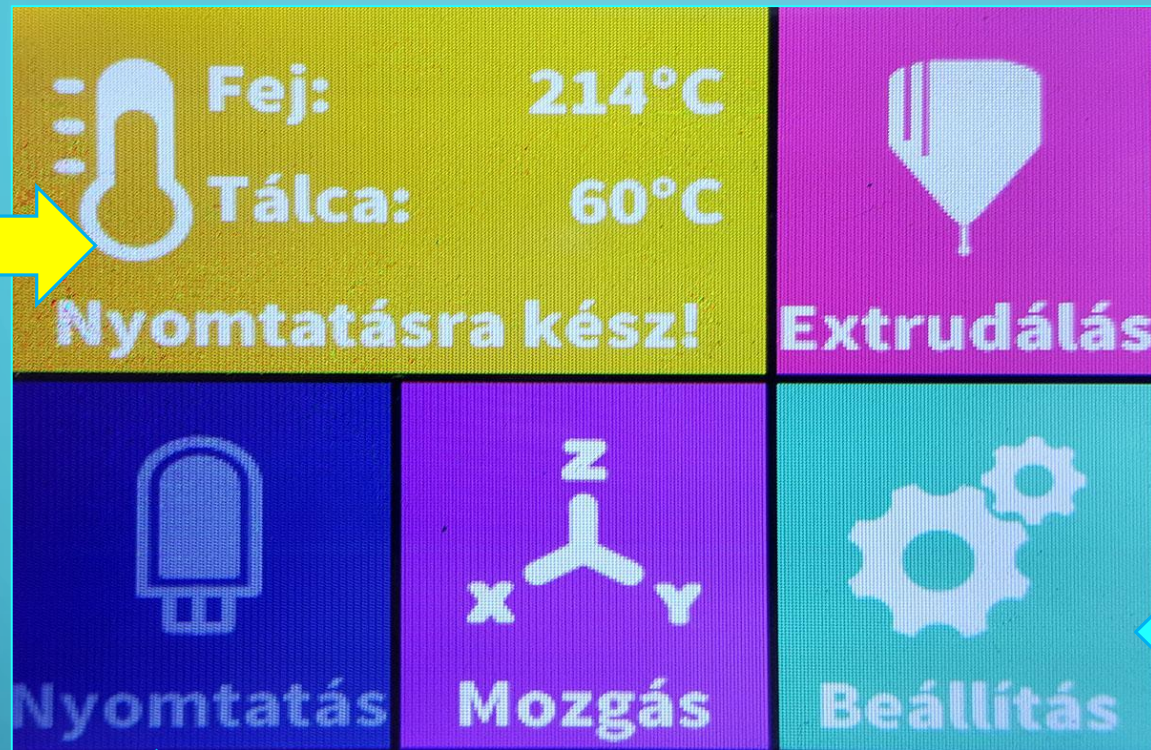 Fej: 214°C
Tálca: 60°C
Nyomtatásra kész!
Extrudálás
Nyomtatás
Z
X Y
Mozgás
Beállítás